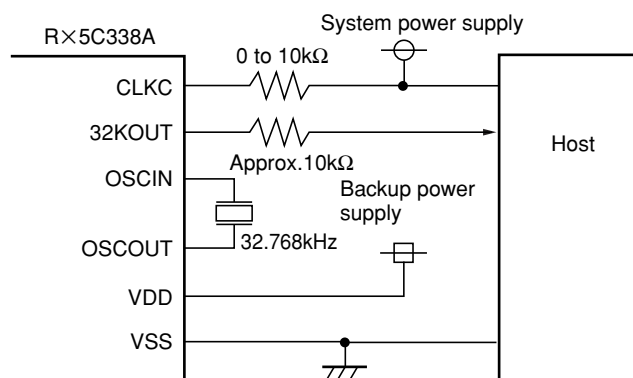 System power supply
R×5C338A
0 to 10kΩ
CLKC
32KOUT
Host
Approx.10kΩ
OSCIN
Backup power
supply
OSCOUT
32.768kHz
VDD
VSS